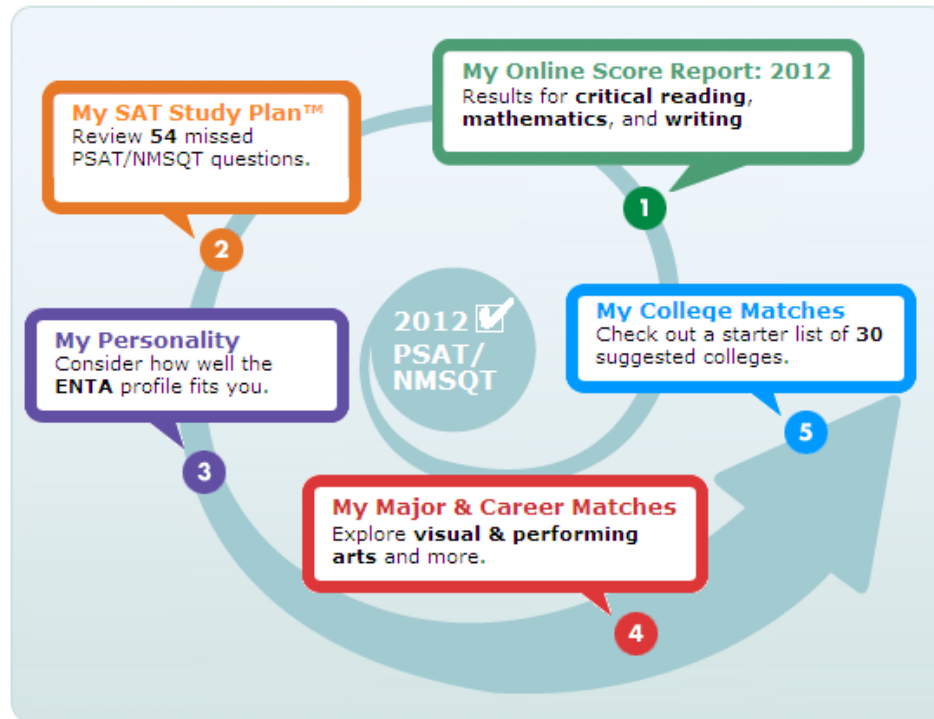 My Online Score Report: 2012
Results for critical reading,
mathematics, and writing
1
My SAT Study Plan™
Review 54 missed
PSAT/NMSQT questions.
2
My Personality
Consider how well the
ENTA profile fits you.
3
My Major & Career Matches
Explore visual & performing
arts and more.
4
My College Matches
Check out a starter list of 30
suggested colleges.
5
2012
PSAT/
NMSQT